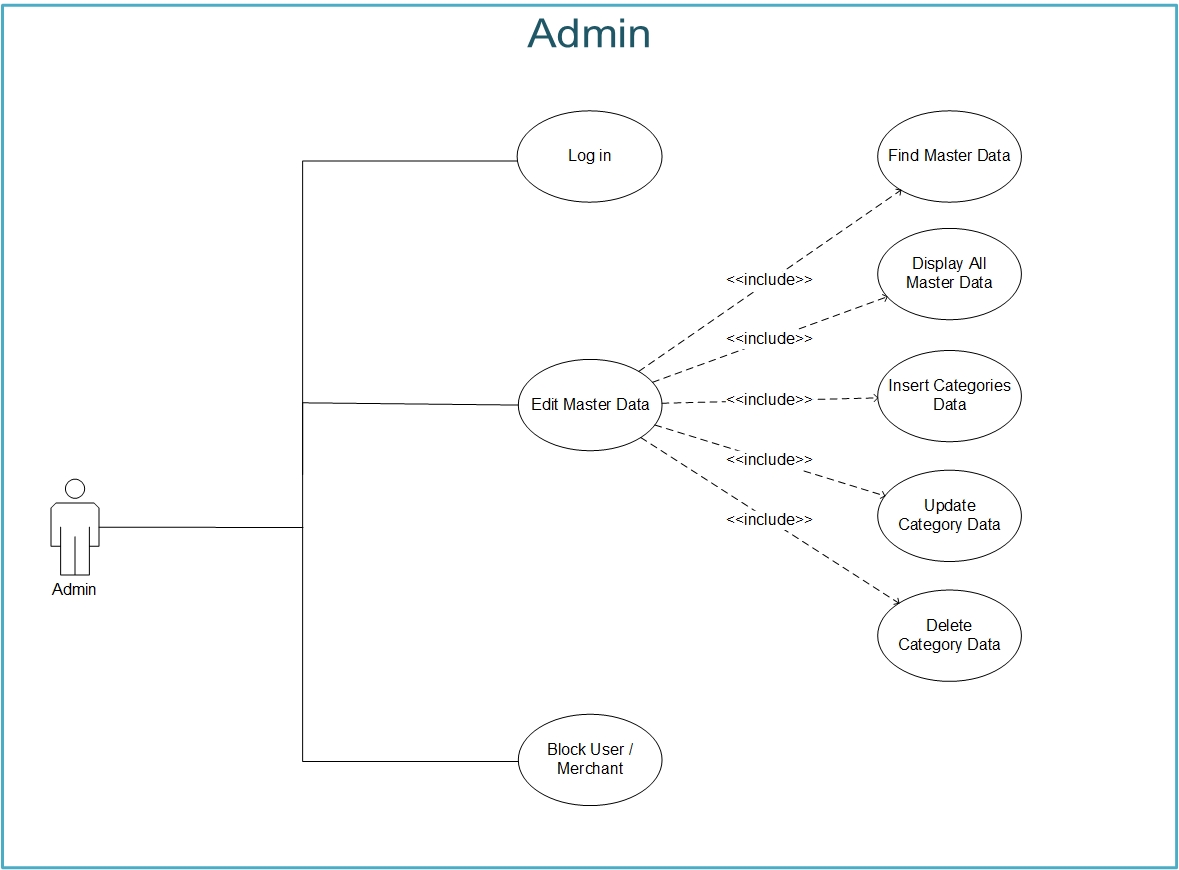 Admin
Log in
Find Master Data
Display All
Master Data
<<include>>
<<include>>
Insert Categories
Data
Edit Master Data
<<include>>
<<include>>
Update
Category Data
<<include>>
Admin
Delete
Category Data
Block User /
Merchant